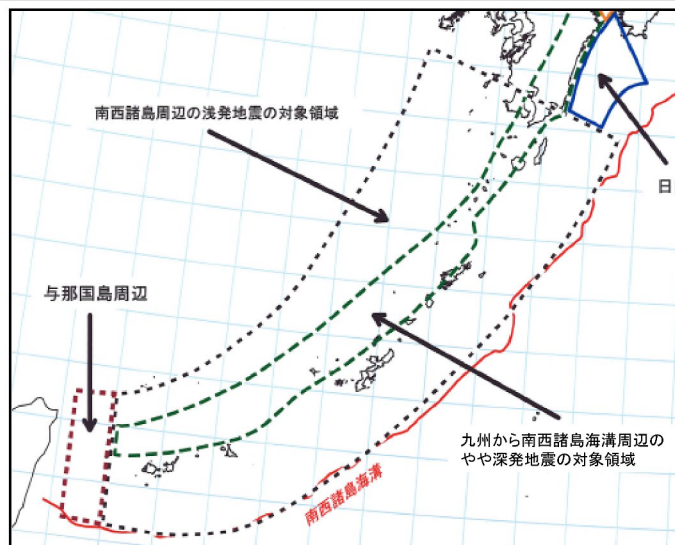 南西諸島周辺の浅発地震の対象領域
日
与那国島周辺
九州から南西諸島海溝周辺の
やや深発地震の対象領域
南西諸島海溝